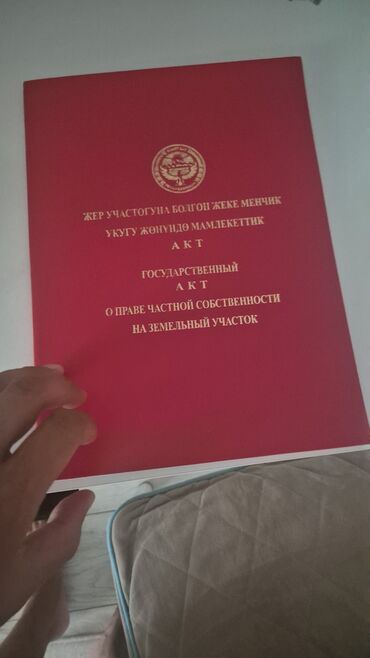 ЖЕР УЧАСТОГУНА БОЛГОН ЖЕКЕ МЕНЧИК
УКУГУ ЖӨНҮНДӨ МАМЛЕКЕТТИК
АКТ
ГОСУДАРСТВЕННЫЙ
АКТ
О ПРАВЕ ЧАСТНОЙ СОБСТВЕННОСТИ
НА ЗЕМЕЛЬНЫЙ УЧАСТОК